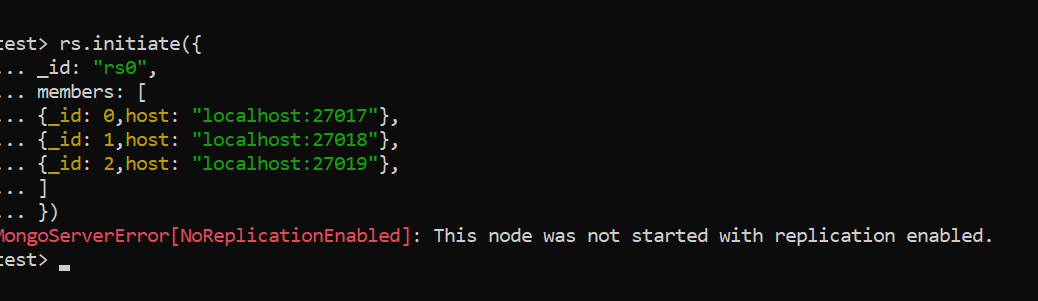 test> rs.initiate({
... _id: "rs0",
... members: [
... {_id: 0,host: "localhost:27017"},
... {_id: 1,host: "localhost:27018"},
... {_id: 2,host: "localhost:27019"},
... ]
... })
MongoServerError[NoReplicationEnabled]: This node was not started with replication enabled.
test>